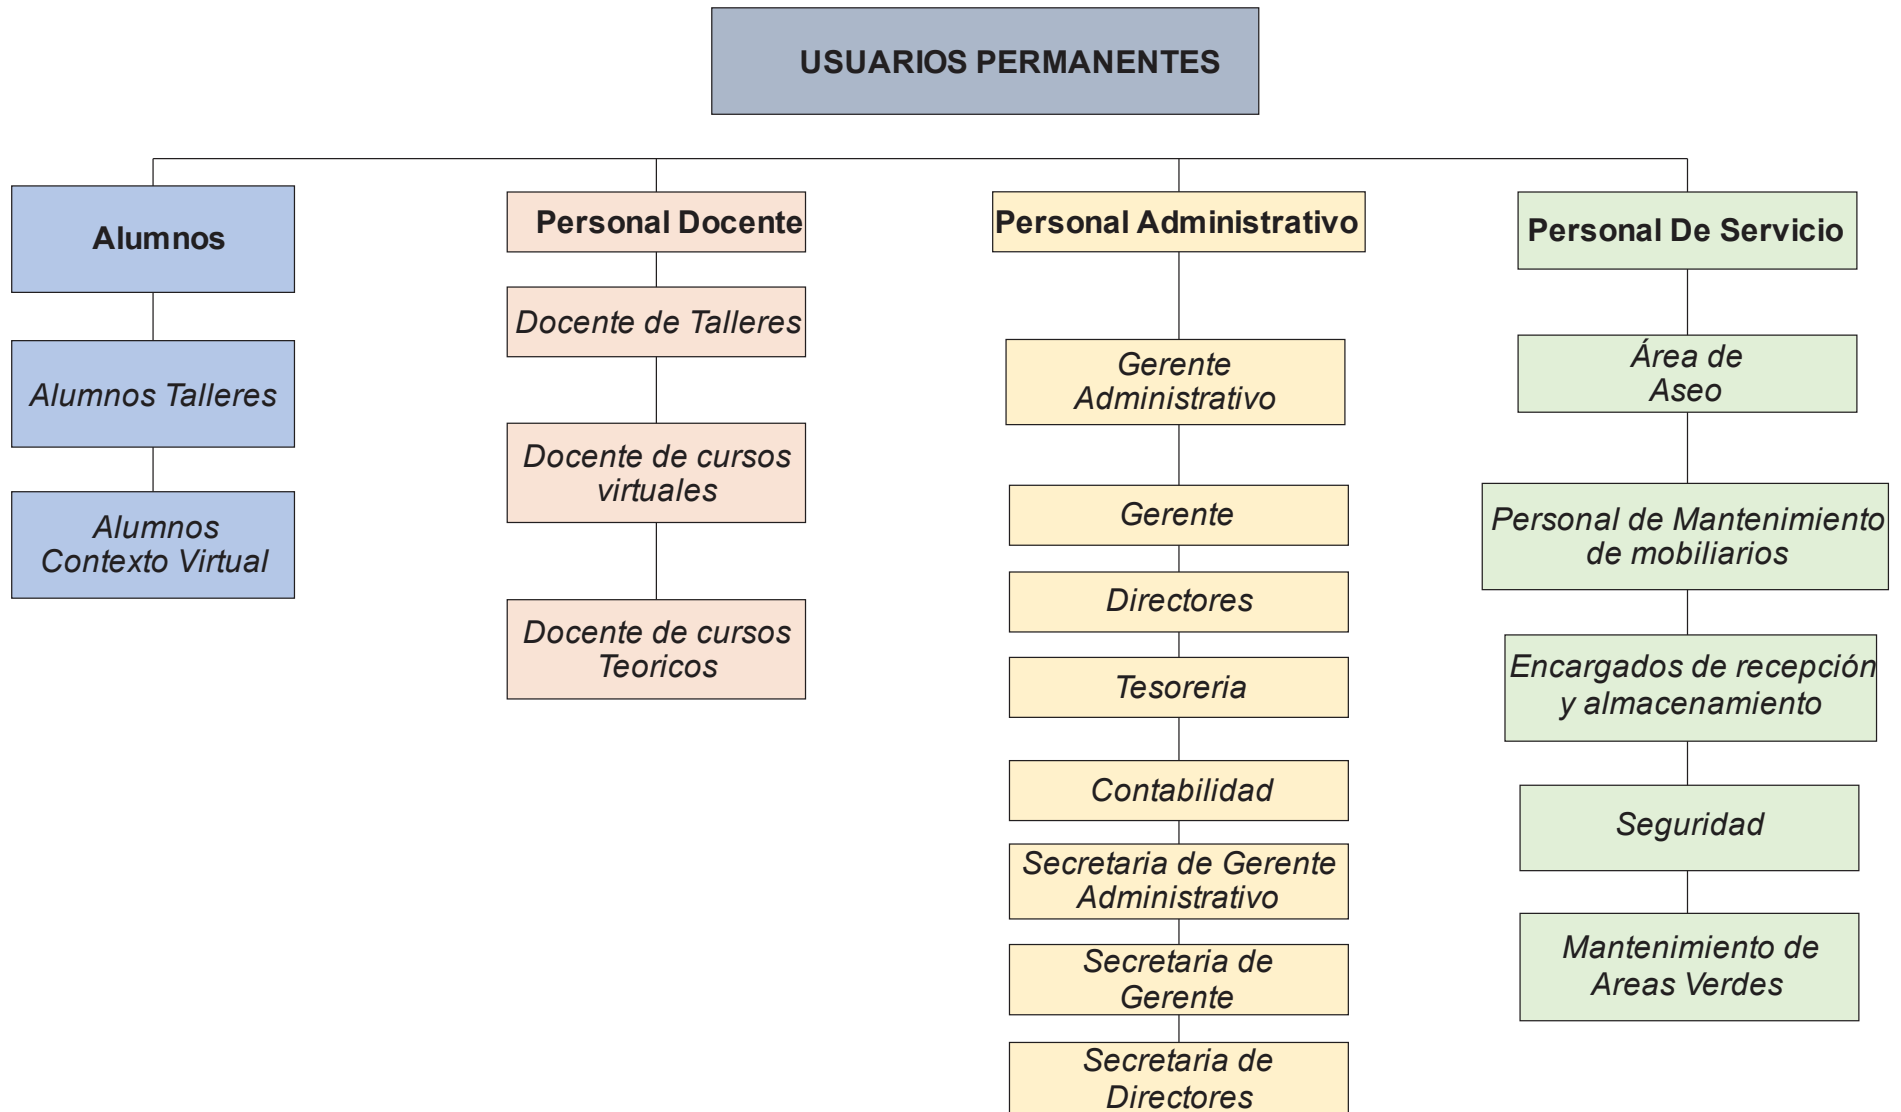 USUARIOS PERMANENTES
Alumnos
Alumnos Talleres
Alumnos
Contexto Virtual
Personal Docente
Docente de Talleres
Docente de cursos
virtuales
Docente de cursos
Teoricos
Personal Administrativo
Gerente
Administrativo
Gerente
Directores
Tesoreria
Contabilidad
Secretaria de Gerente
Administrativo
Secretaria de
Gerente
Secretaria de
Directores
Personal De Servicio
Área de
Aseo
Personal de Mantenimiento
de mobiliarios
Encargados de recepción
y almacenamiento
Seguridad
Mantenimiento de
Areas Verdes